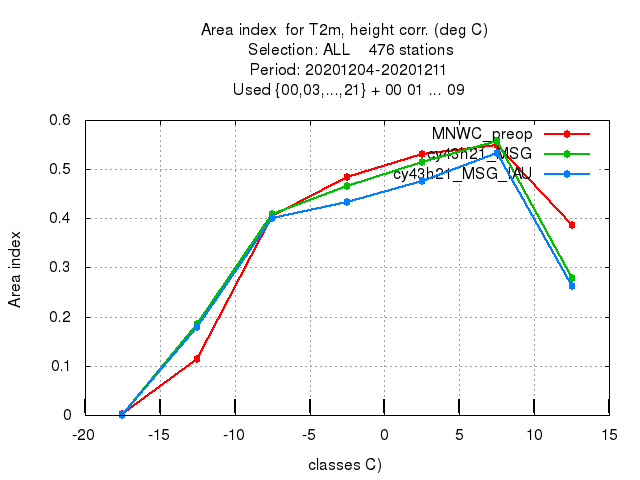 Area index  for T2m, height corr. (deg C)
Selection: ALL    476 stations
Period: 20201204-20201211
Used {00,03,...,21} + 00 01 ... 09
MNWC_preop
cy43h21_MSG
cy43h21_MSG_IAU
0.6
0.5
0.4
0.3
0.2
0.1
0
Area index
-20 -15 -10 -5 0 5 10 15
classes C)